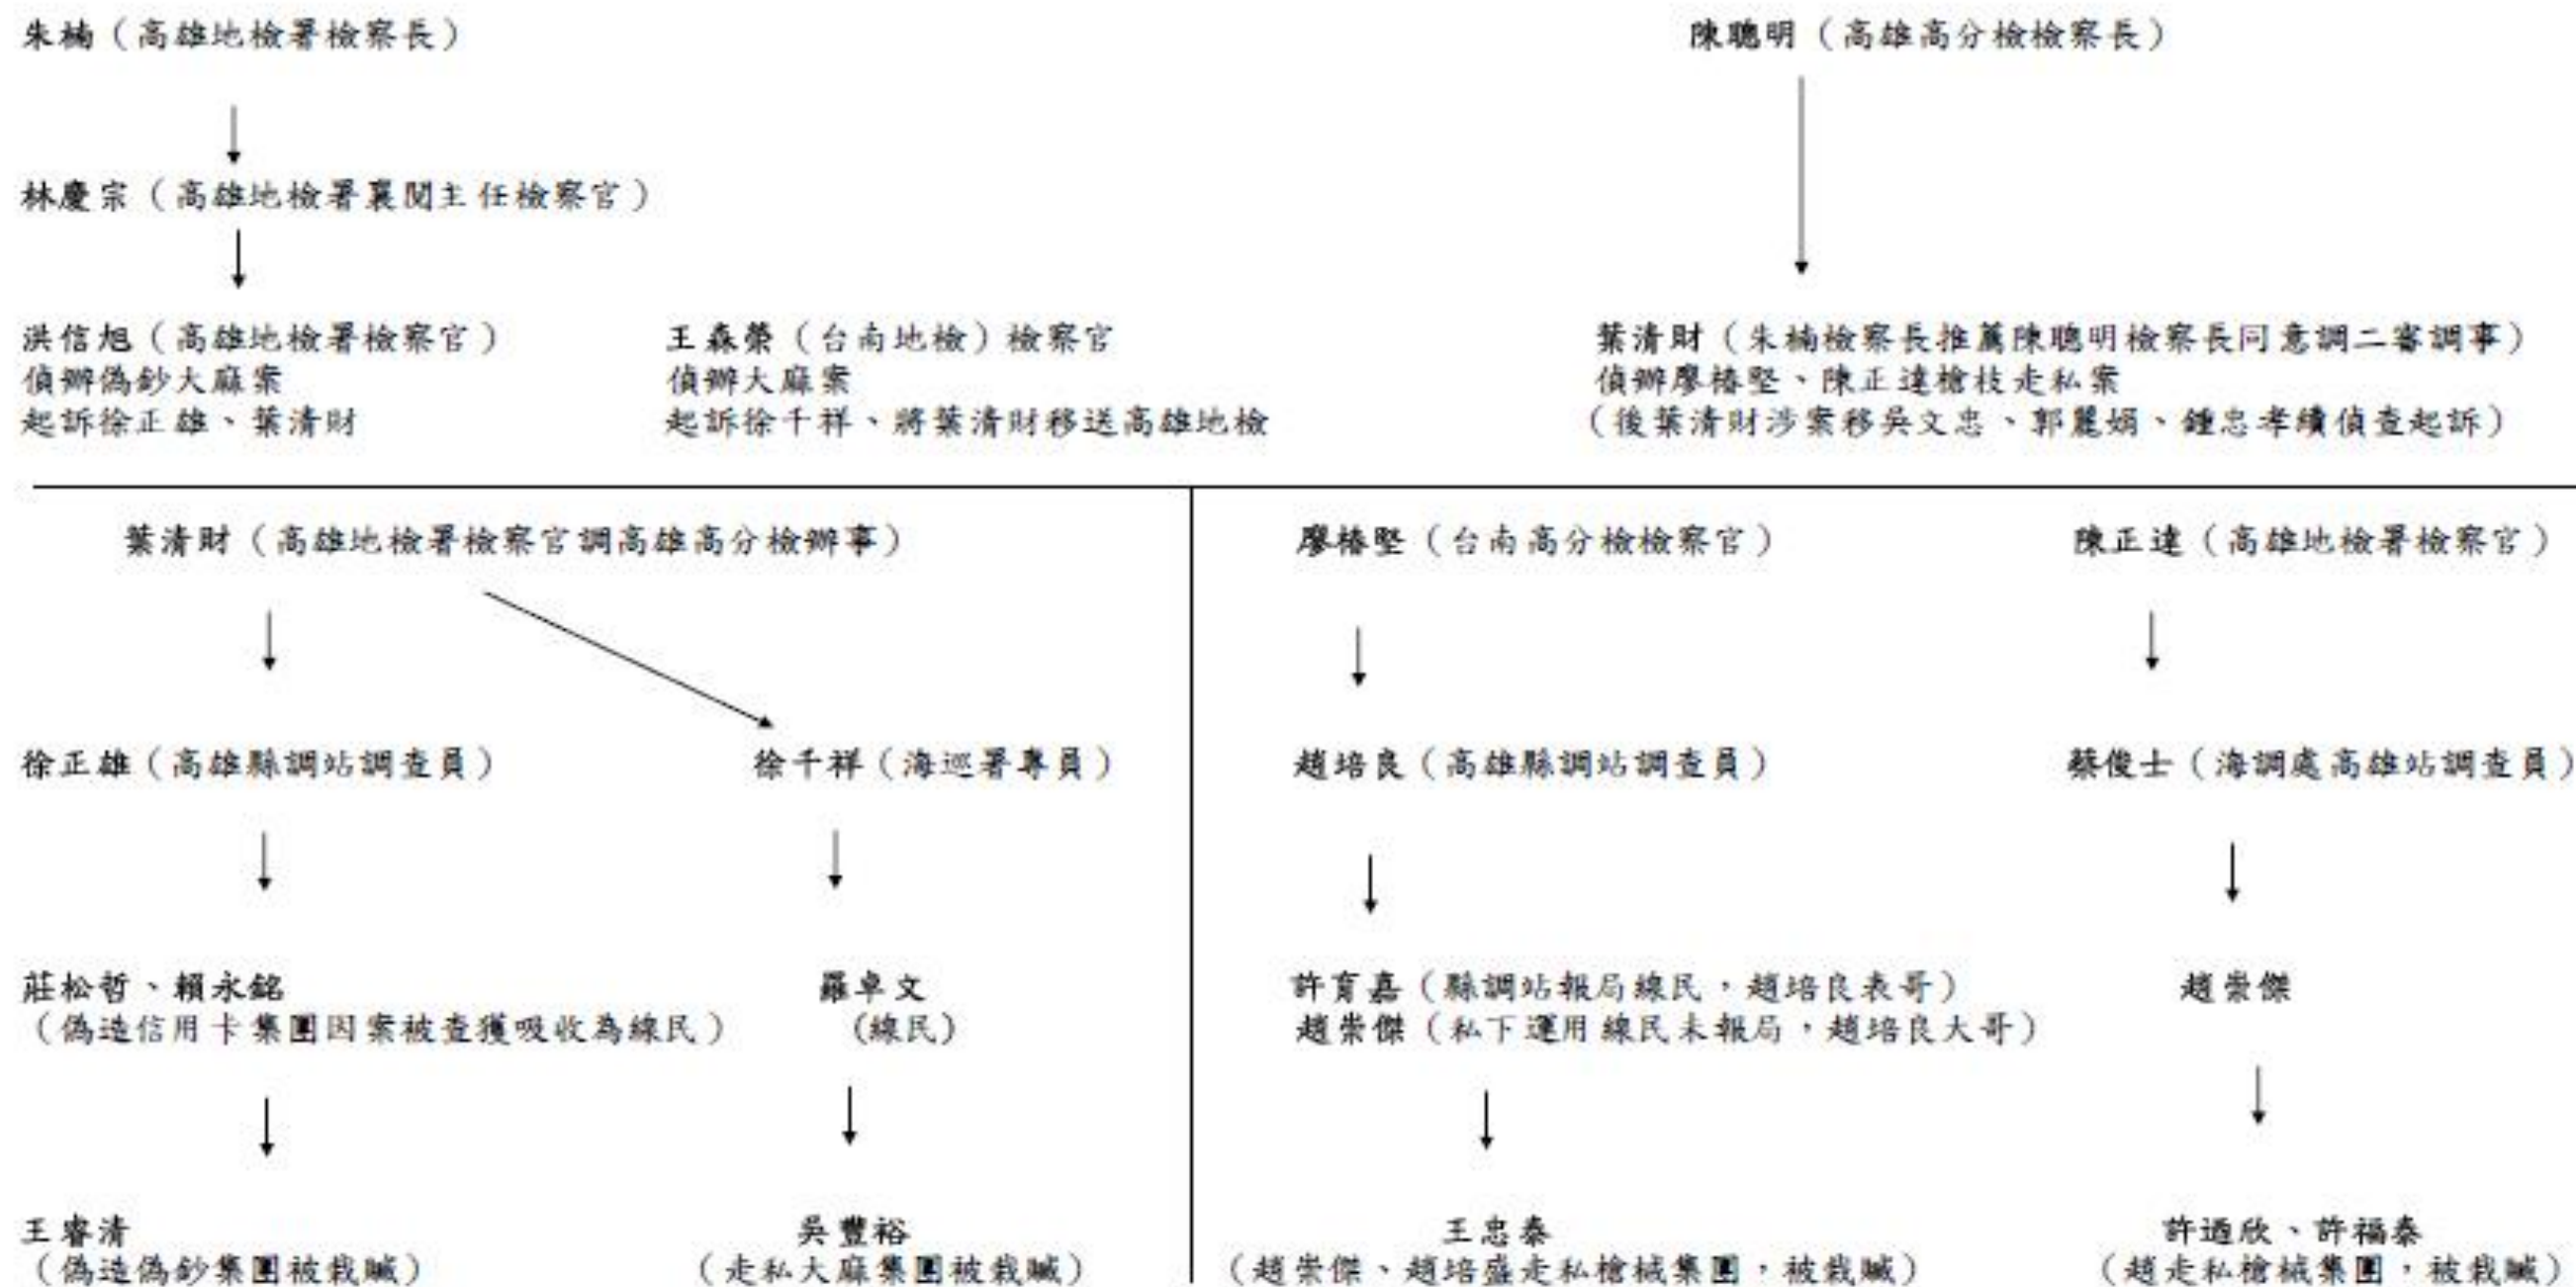 朱楠（高雄地檢署檢察長）
陳聰明（高雄高分檢檢察長）
林慶宗（高雄地檢署襄閱主任檢察官）
洪信旭（高雄地檢署檢察官）
偵辦偽鈔大麻案
起訴徐正雄、葉清財
王森榮（台南地檢）檢察官
偵辦大麻案
起訴徐千祥、將葉清財移送高雄地檢
葉清財（朱楠檢察長推薦陳聰明檢察長同意調二審調事）
偵辦廖椿堅、陳正達槍枝走私案
（後葉清財涉案移吳文忠、郭麗娟、鍾忠孝續偵查起訴）
葉清財（高雄地檢署檢察官調高雄高分檢辦事）
廖椿堅（台南高分檢檢察官）
陳正達（高雄地檢署檢察官）
徐正雄（高雄縣調站調查員）
徐千祥（海巡署專員）
趙培良（高雄縣調站調查員）
蔡俊士（海調處高雄站調查員）
莊松哲、賴永銘
（偽造信用卡集團因案被查獲吸收為線民）
羅卓文
（線民）
許育嘉（縣調站報局線民，趙培良表哥）
趙崇傑（私下運用線民未報局，趙培良大哥）
趙崇傑
王睿清
（偽造偽鈔集團被栽贓）
吳豐裕
（走私大麻集團被栽贓）
王忠泰
（趙崇傑、趙培盛走私槍械集團，被栽贓）
許迺欣、許福泰
（趙走私槍械集團，被栽贓）